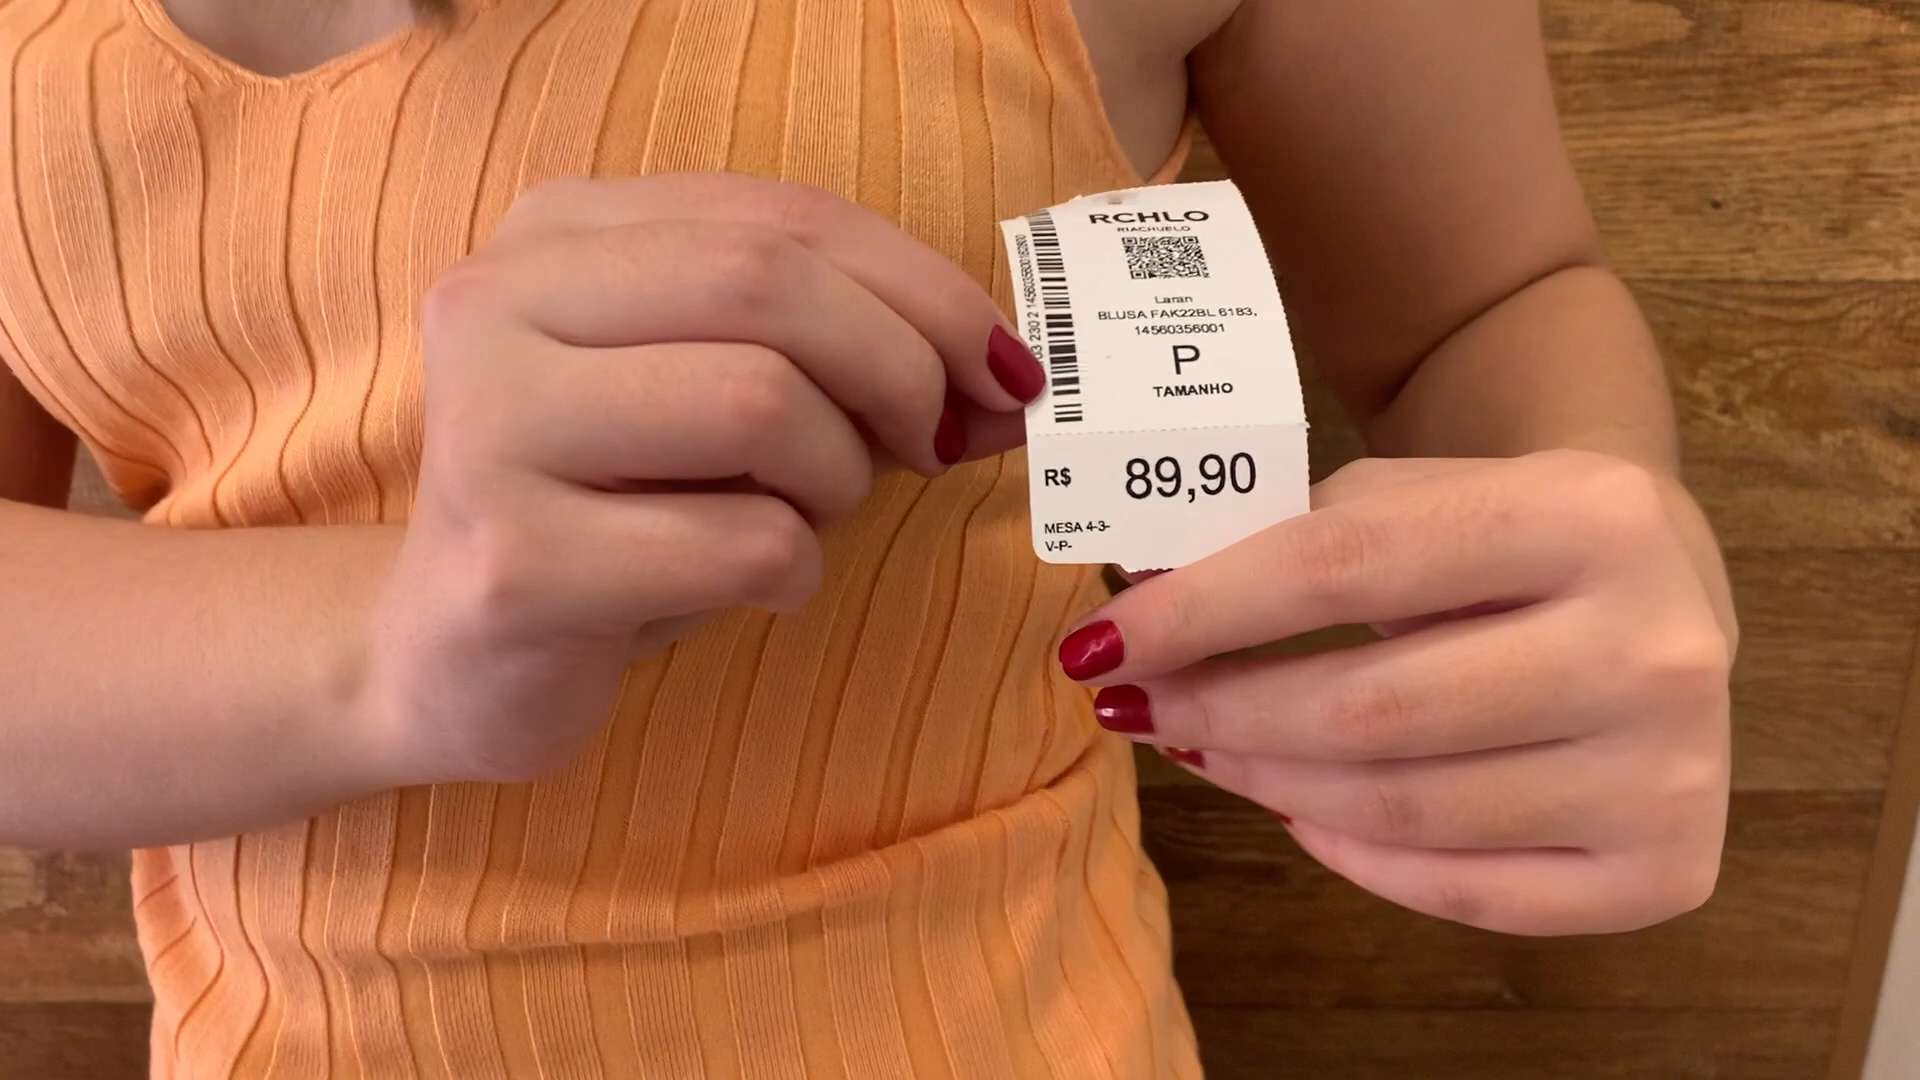 RCHLO
RIACHUELO
Laran
BLUSA FAK22BL 6183,
14560356001
P
TAMANHO
R$ 89,90
MESA 4-3-
V-P-